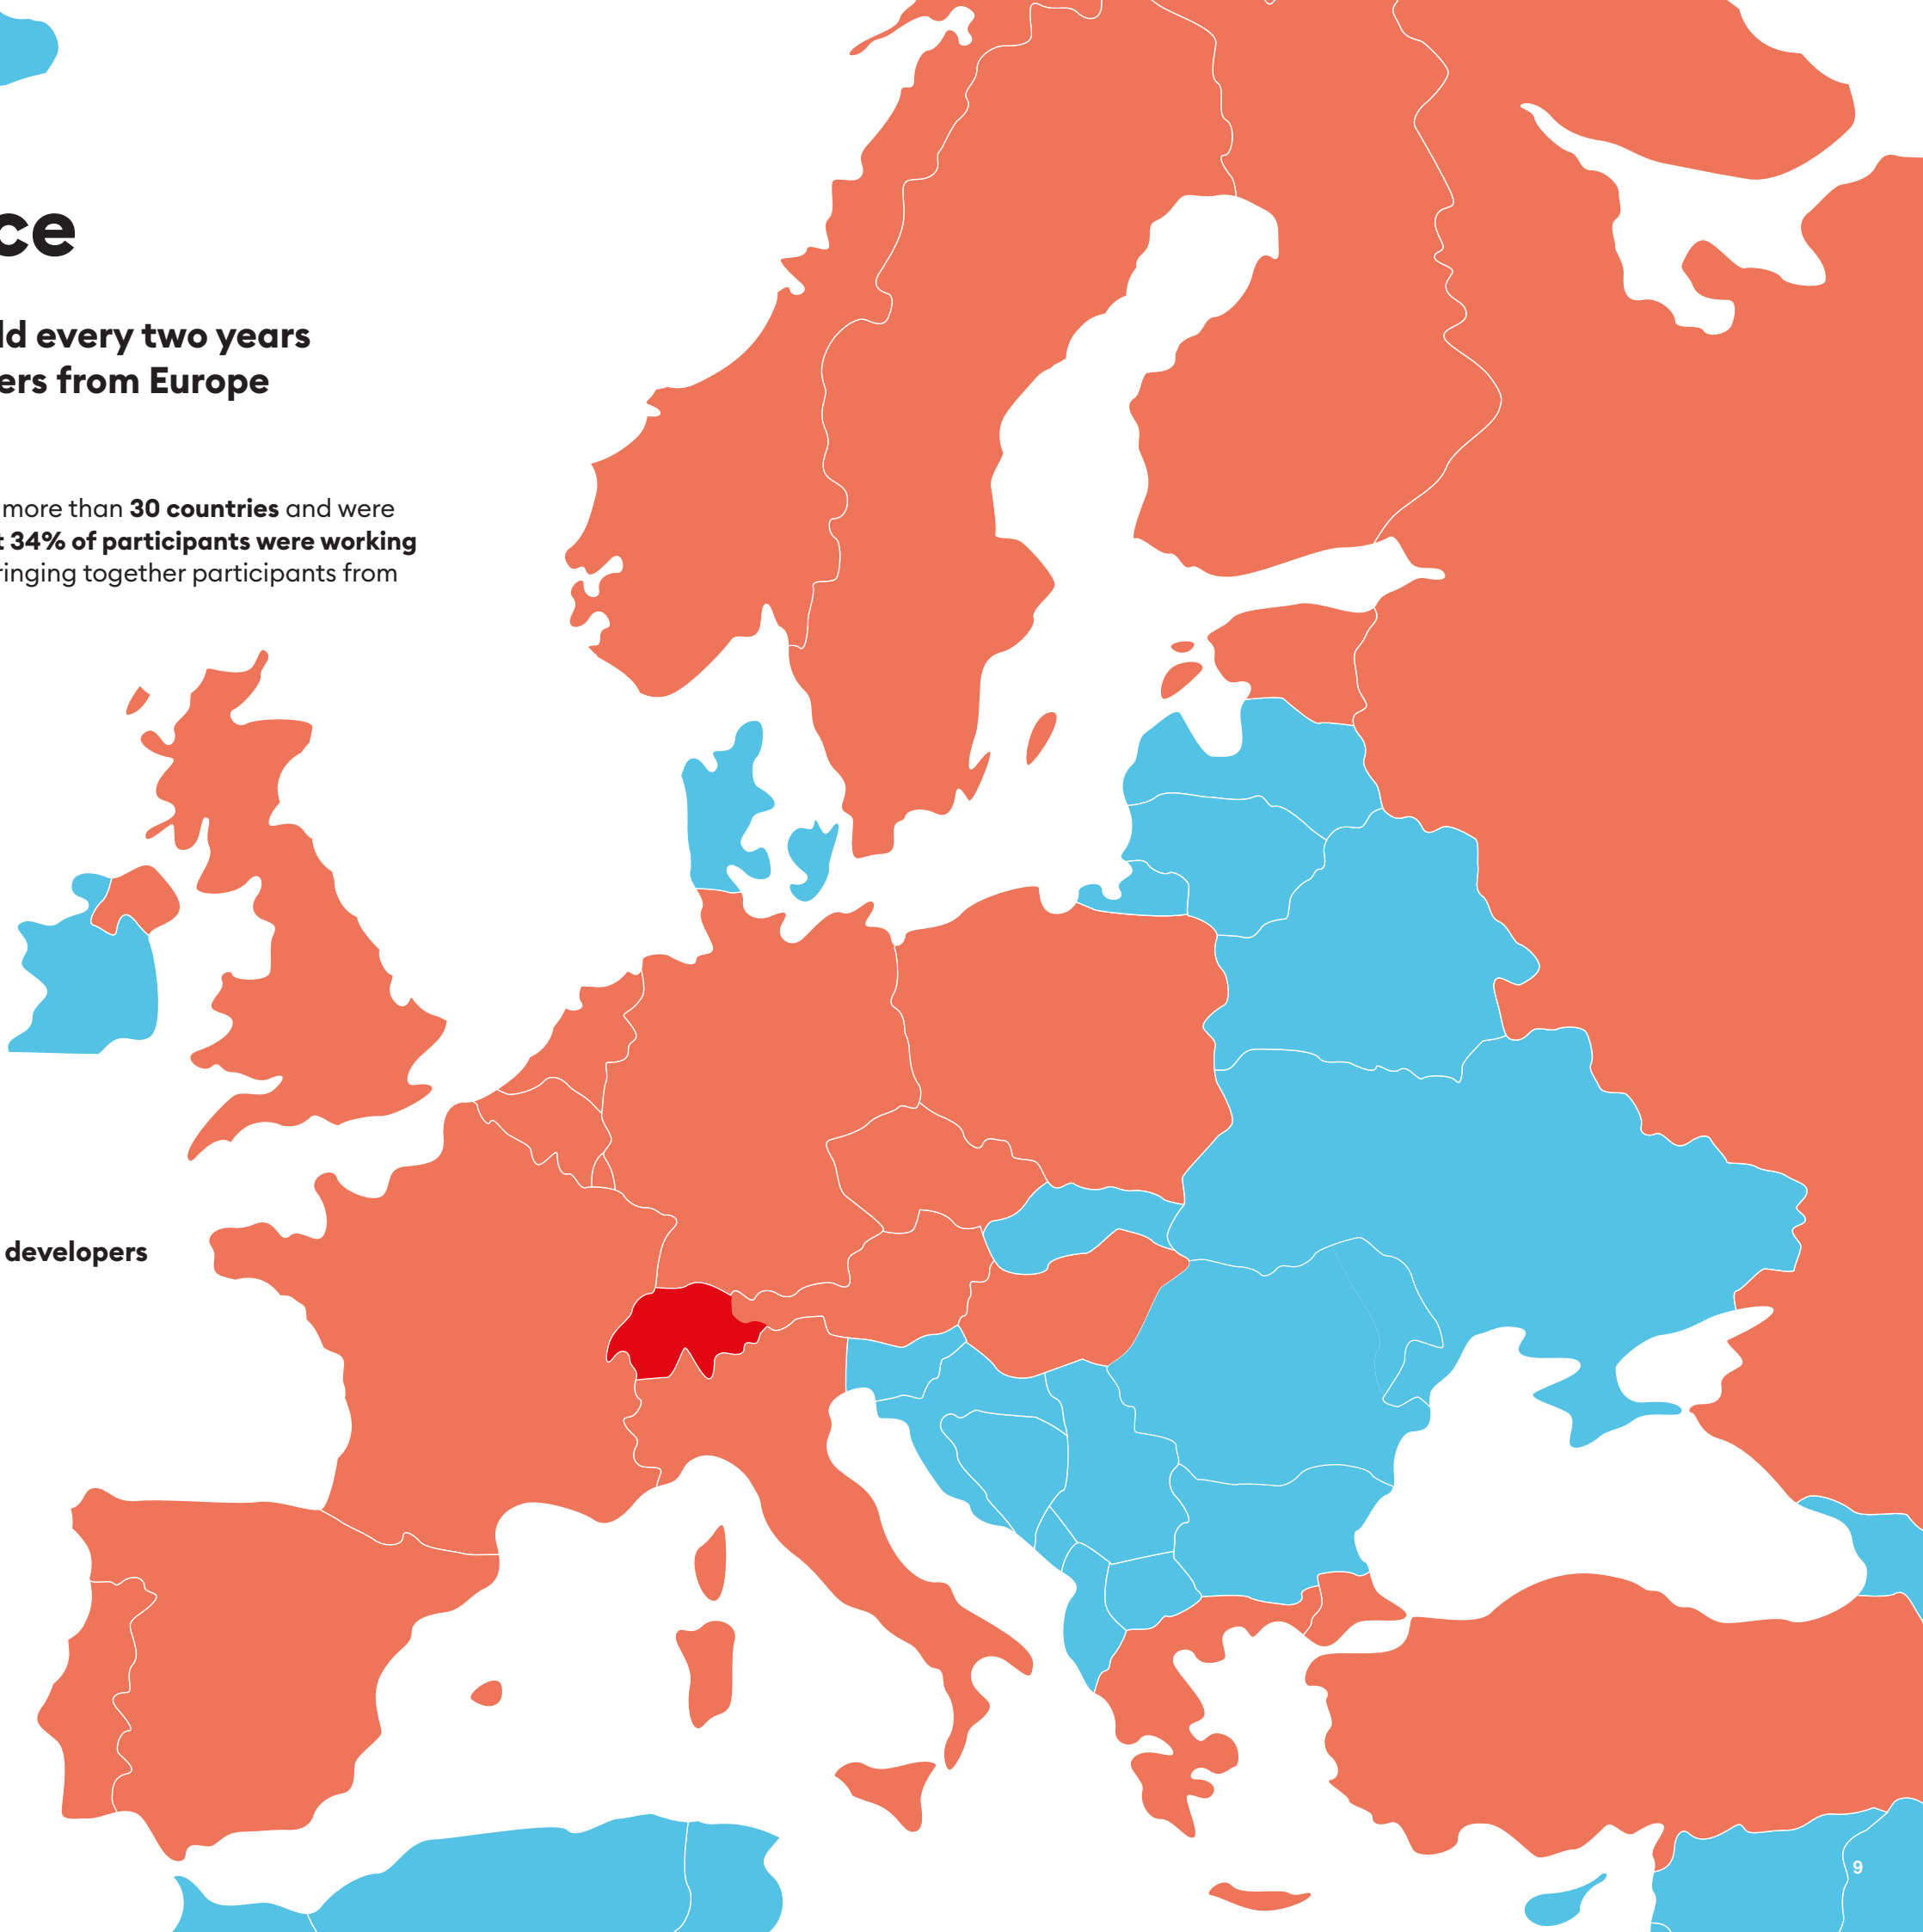 ce
ld every two years
ers from Europe
more than 30 countries and were
t 34% of participants were working
ringing together participants from
developers
9